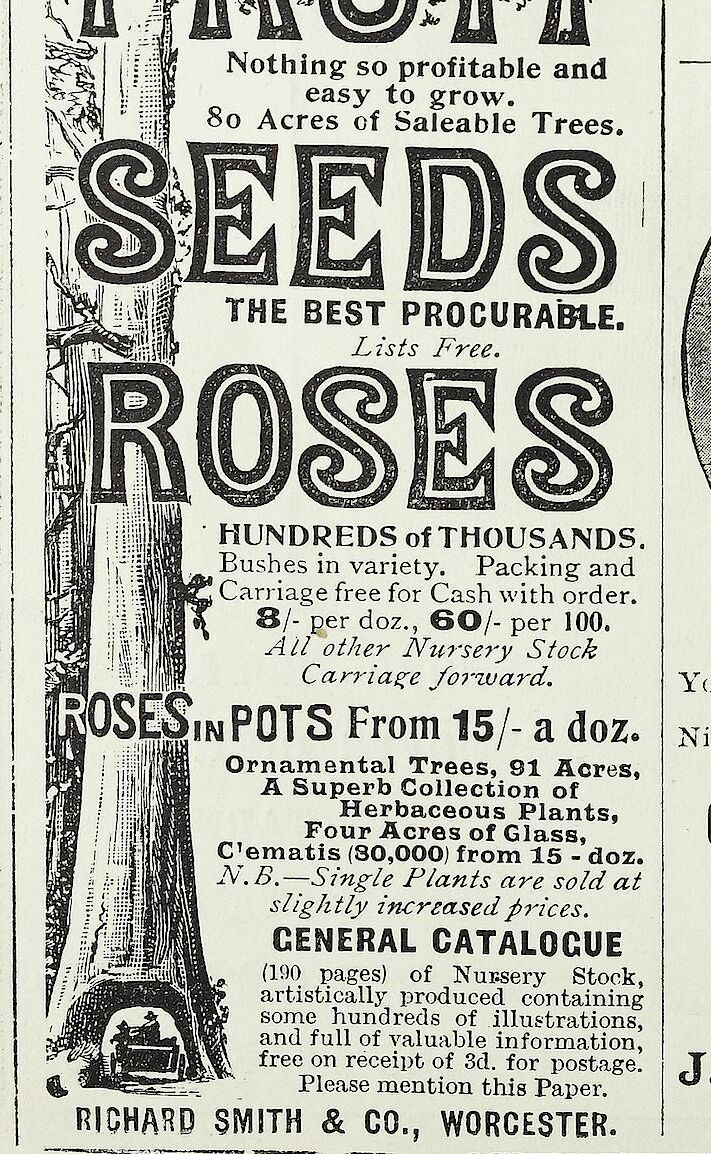 FRUIT
Nothing so profitable and
easy to grow.
80 Acres of Saleable Trees.
SEEDS
THE BEST PROCURABLE.
Lists Free.
ROSES
HUNDREDS of THOUSANDS.
Bushes in variety. Packing and
Carriage free for Cash with order.
8/- per doz., 60/- per 100.
All other Nursery Stock
Carriage forward.
ROSES IN POTS From 15/- a doz.
Ornamental Trees, 91 Acres,
A Superb Collection of
Herbaceous Plants,
Four Acres of Glass,
C'ematis (80,000) from 15 - doz.
N.B.—Single Plants are sold at
slightly increased prices.
GENERAL CATALOGUE
(190 pages) of Nursery Stock,
artistically produced containing
some hundreds of illustrations,
and full of valuable information,
free on receipt of 3d. for postage.
Please mention this Paper.
RICHARD SMITH & CO., WORCESTER.
Ni
J.